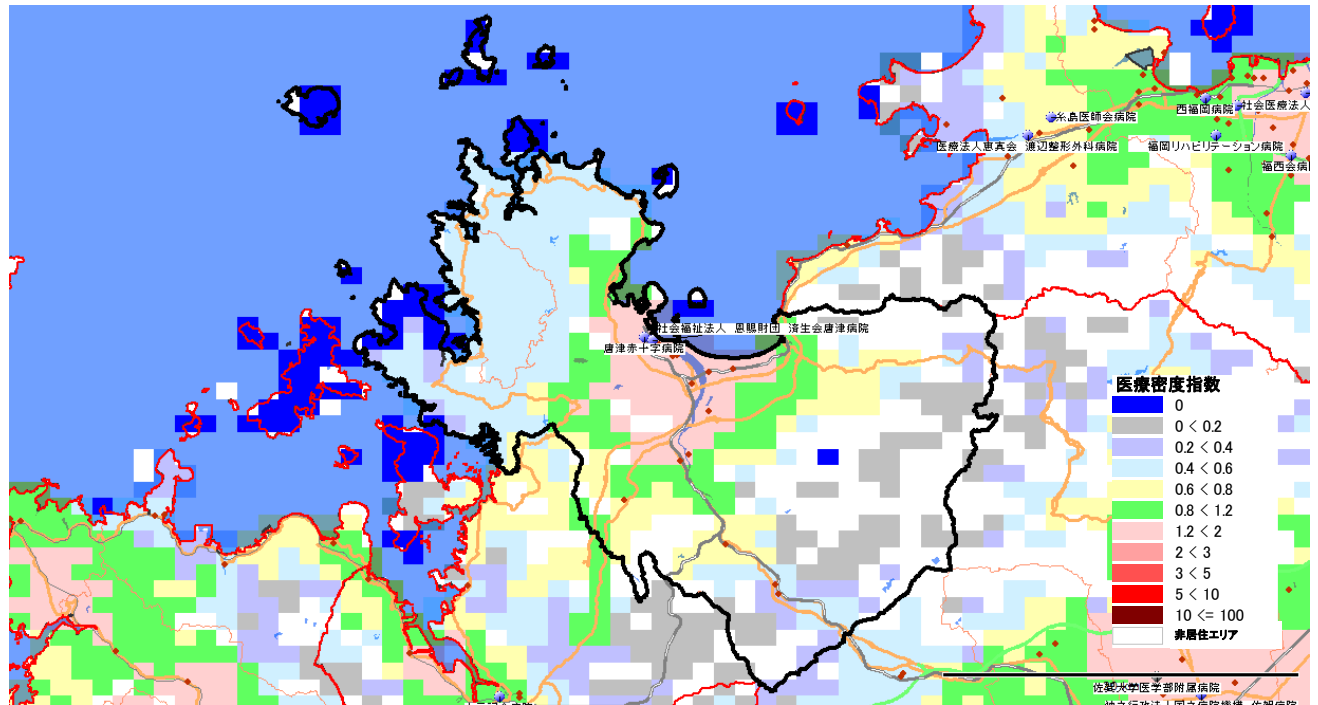 西福岡病院
社会医療法人
糸島医師会病院
医療法人恵真会 渡辺整形外科病院
福岡リハビリテーション病院
福西会病
社会福祉法人 恩賜財団 済生会唐津病院
唐津赤十字病院
医療密度指数
0
0 < 0.2
0.2 < 0.4
0.4 < 0.6
0.6 < 0.8
0.8 < 1.2
1.2 < 2
2 < 3
3 < 5
5 < 10
10 <= 100
非居住エリア
佐賀大学医学部附属病院